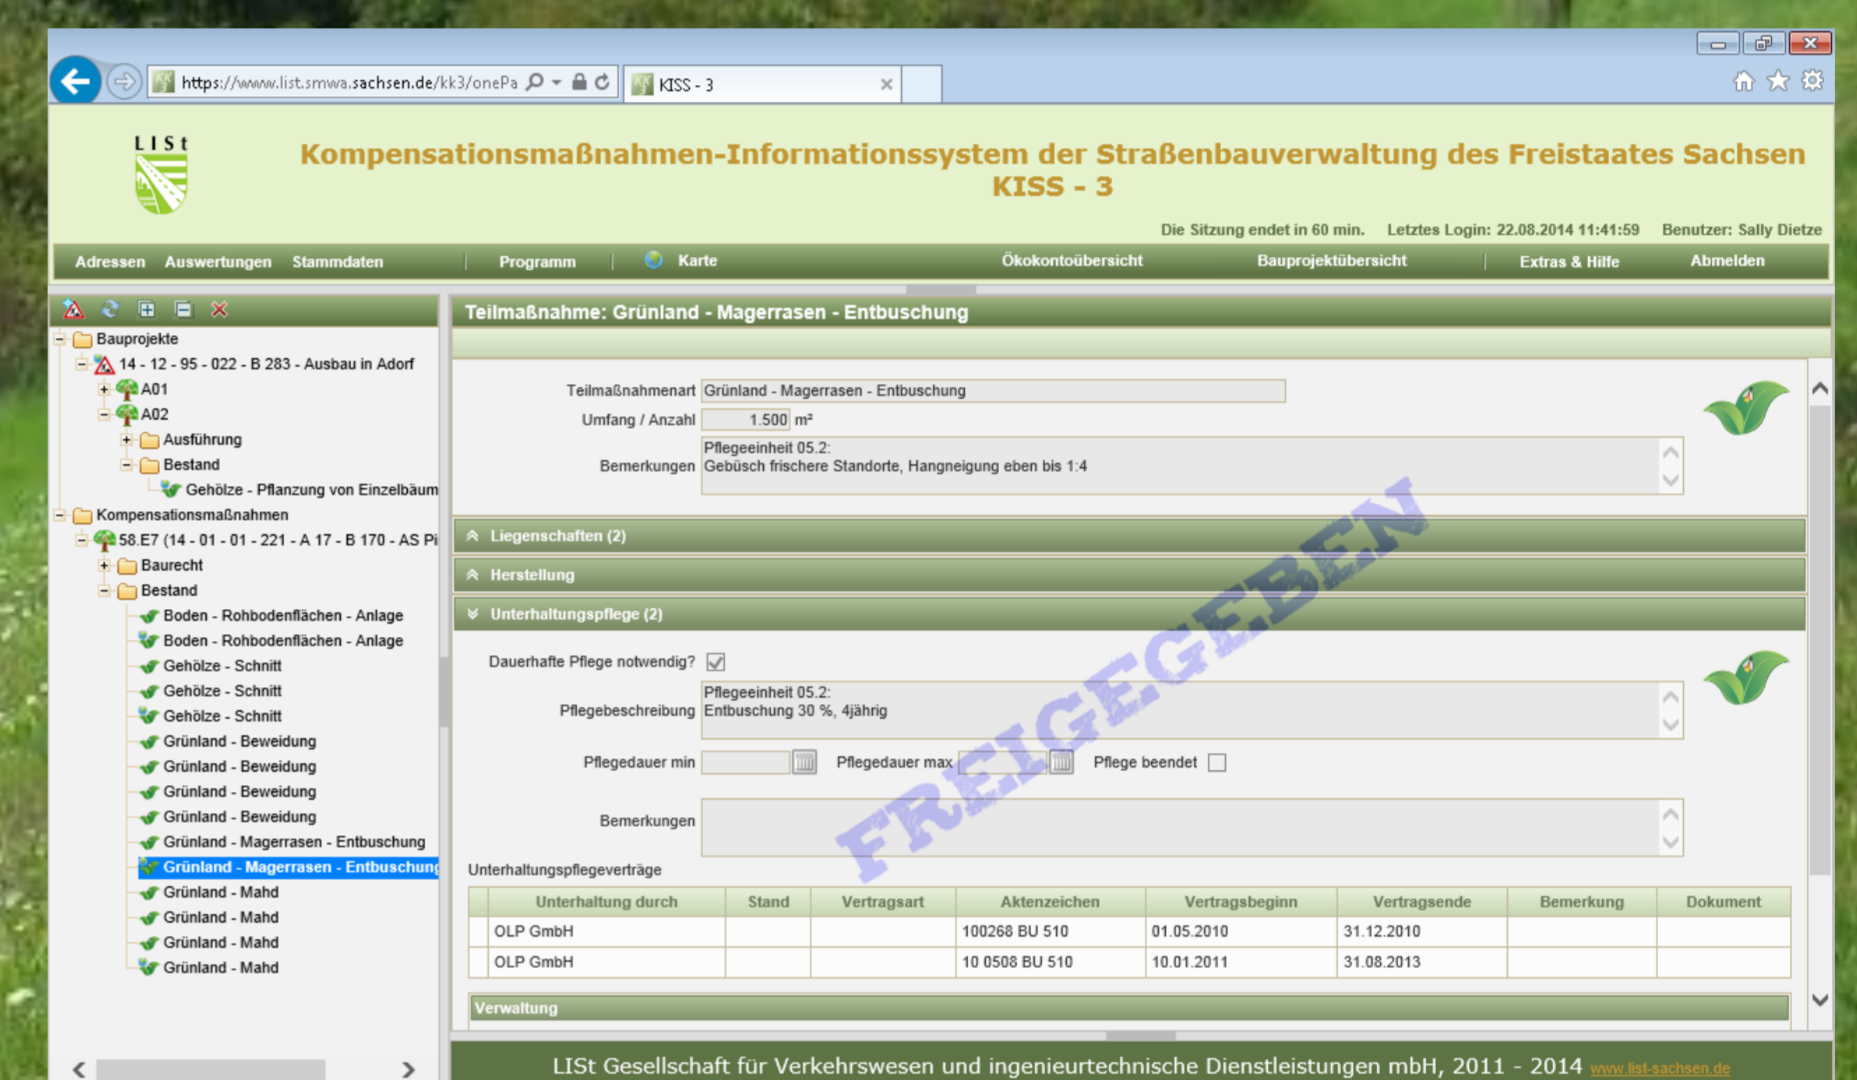 https://www.list.smwa.sachsen.de/kk3/onePa
KISS - 3
LISt
Kompensationsmaßnahmen-Informationssystem der Straßenbauverwaltung des Freistaates Sachsen
KISS - 3
Die Sitzung endet in 60 min. Letztes Login: 22.08.2014 11:41:59 Benutzer: Sally Dietze
Adressen Auswertungen Stammdaten Programm Karte Ökokontoübersicht Bauprojektübersicht Extras & Hilfe Abmelden
Bauprojekte
14 - 12 - 95 - 022 - B 283 - Ausbau in Adorf
A01
A02
Ausführung
Bestand
Gehölze - Pflanzung von Einzelbäum
Kompensationsmaßnahmen
58.E7 (14 - 01 - 01 - 221 - A 17 - B 170 - AS Pi
Baurecht
Bestand
Boden - Rohbodenflächen - Anlage
Boden - Rohbodenflächen - Anlage
Gehölze - Schnitt
Gehölze - Schnitt
Gehölze - Schnitt
Grünland - Beweidung
Grünland - Beweidung
Grünland - Beweidung
Grünland - Beweidung
Grünland - Magerrasen - Entbuschung
Grünland - Magerrasen - Entbuschung
Grünland - Mahd
Grünland - Mahd
Grünland - Mahd
Grünland - Mahd
Teilmaßnahme: Grünland - Magerrasen - Entbuschung
Teilmaßnahmenart Grünland - Magerrasen - Entbuschung
Umfang / Anzahl 1.500 m²
Pflegeeinheit 05.2:
Bemerkungen Gebüsch frischere Standorte, Hangneigung eben bis 1:4
Liegenschaften (2)
Herstellung
Unterhaltungspflege (2)
Dauerhafte Pflege notwendig?
Pflegeeinheit 05.2:
Pflegebeschreibung Entbuschung 30 %, 4jährig
Pflegedauer min Pflegedauer max Pflege beendet
Bemerkungen
FREIGEGEBEN
Unterhaltungspflegeverträge
Unterhaltung durch Stand Vertragsart Aktenzeichen Vertragsbeginn Vertragsende Bemerkung Dokument
OLP GmbH 100268 BU 510 01.05.2010 31.12.2010
OLP GmbH 10 0508 BU 510 10.01.2011 31.08.2013
Verwaltung
LISt Gesellschaft für Verkehrswesen und ingenieurtechnische Dienstleistungen mbH, 2011 - 2014 www.list-sachsen.de